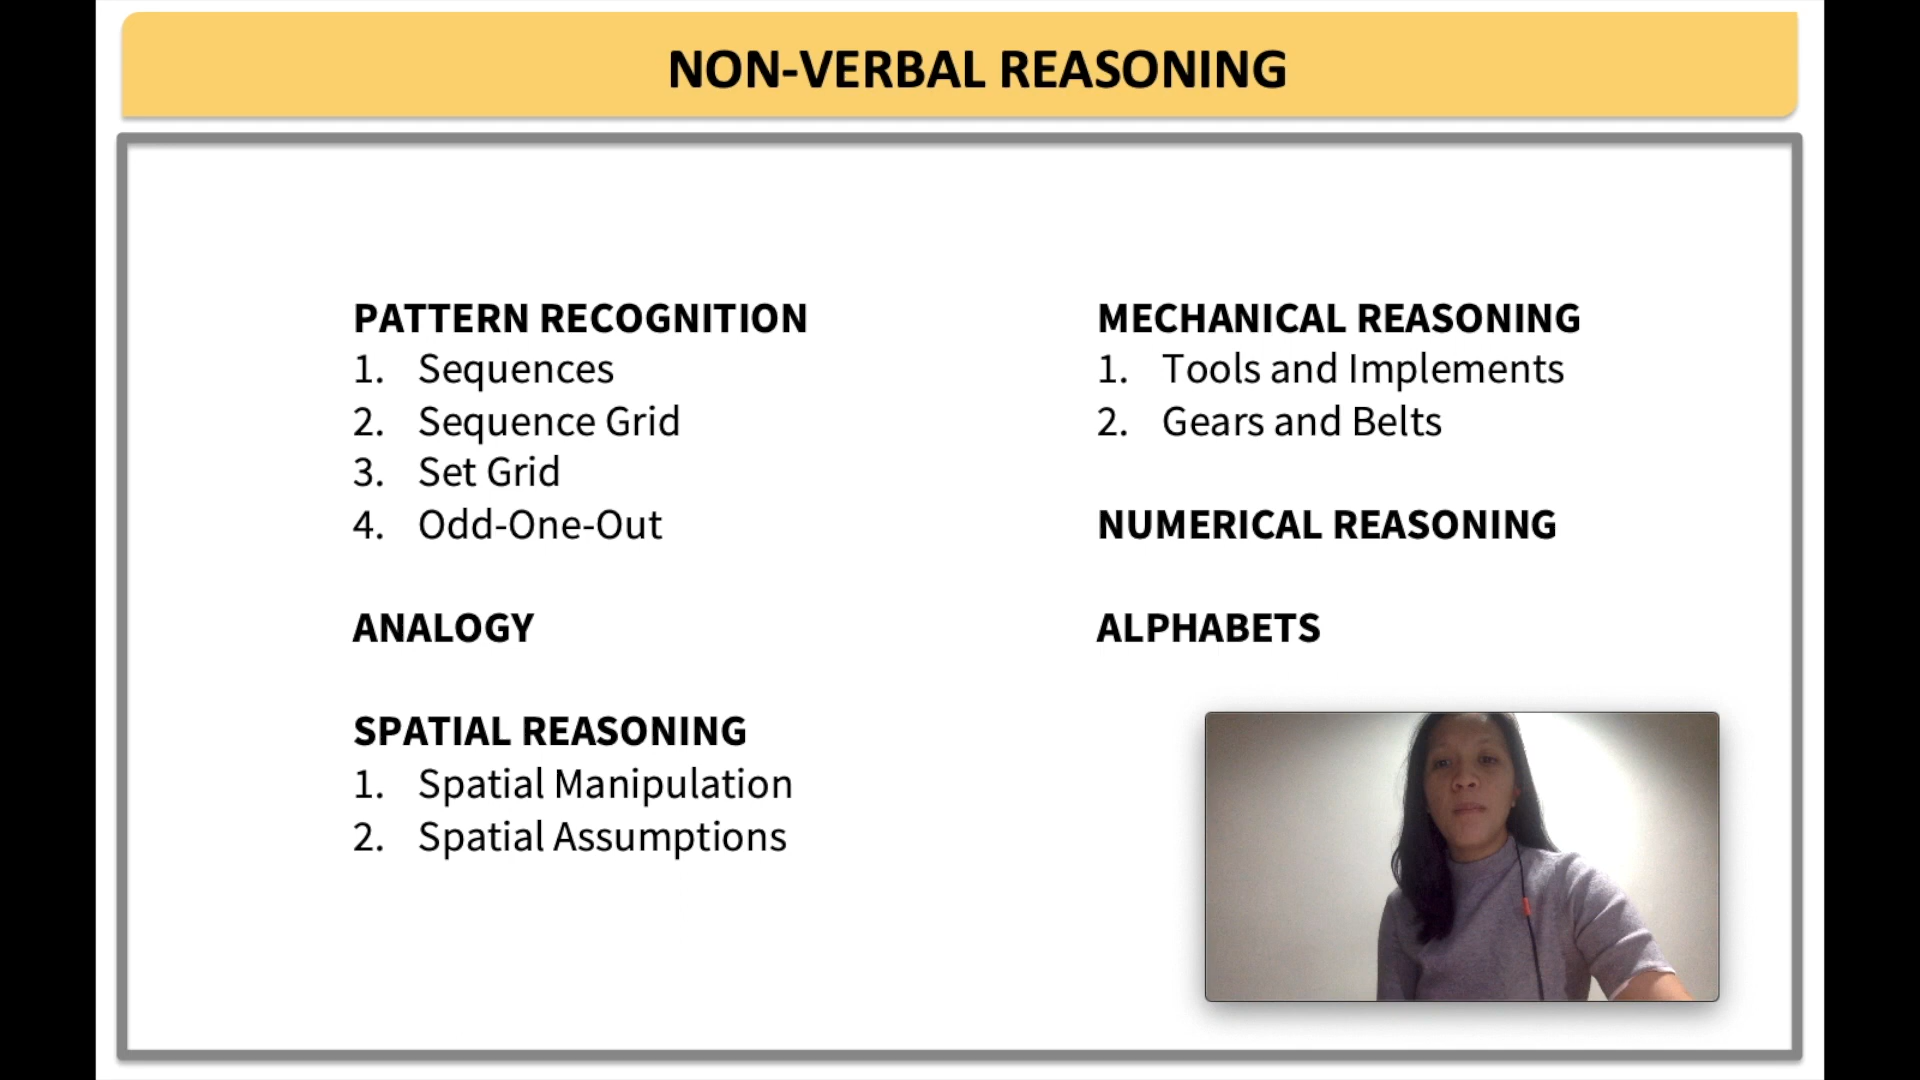 NON-VERBAL REASONING
PATTERN RECOGNITION
1. Sequences
2. Sequence Grid
3. Set Grid
4. Odd-One-Out
ANALOGY
SPATIAL REASONING
1. Spatial Manipulation
2. Spatial Assumptions
MECHANICAL REASONING
1. Tools and Implements
2. Gears and Belts
NUMERICAL REASONING
ALPHABETS